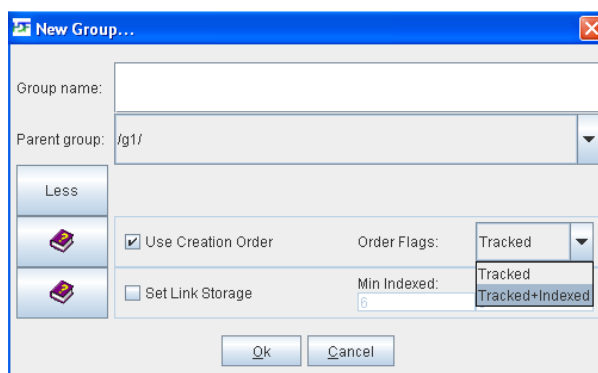 New Group...
Group name:
Parent group: /g1/
Less
Use Creation Order Order Flags: Tracked
Tracked
Set Link Storage Min Indexed: Tracked+Indexed
6
Ok Cancel